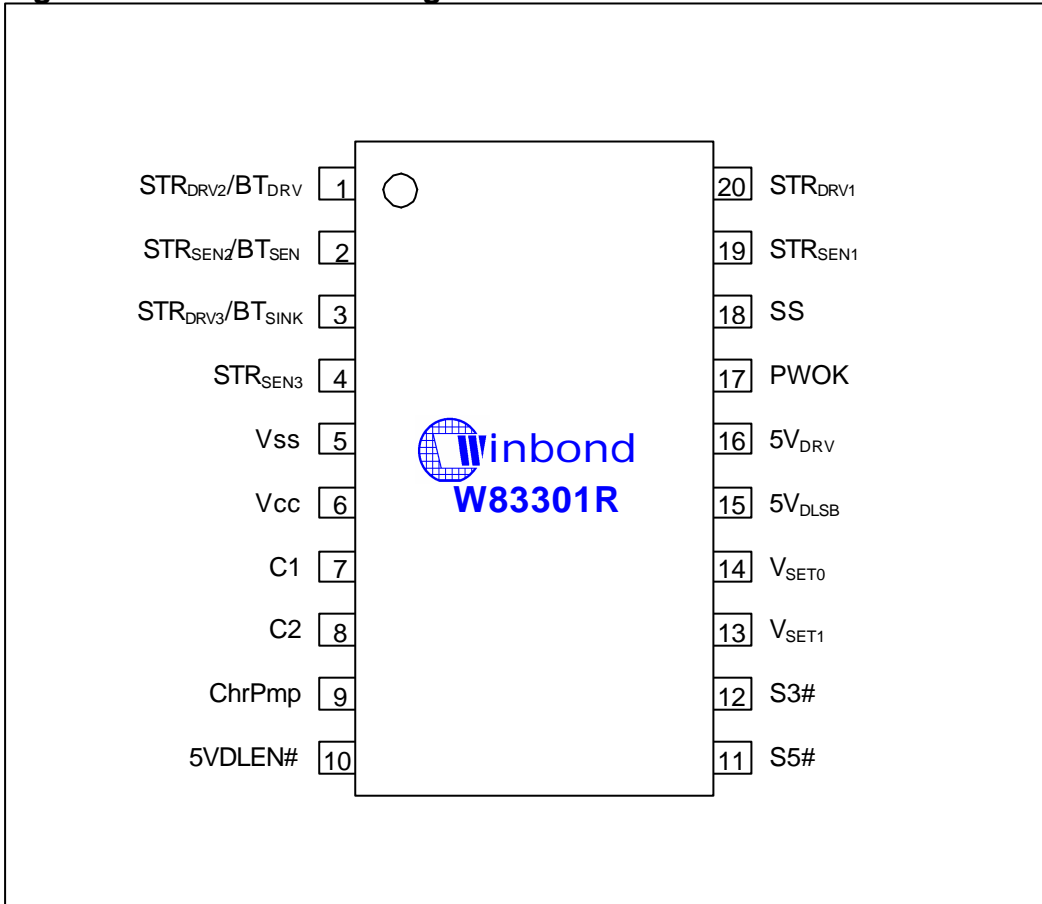 STRDRV2/BTDRV 1
STRSEN2/BTSEN 2
STRDRV3/BTSINK 3
STRSEN3 4
Vss 5
Vcc 6
C1 7
C2 8
ChrPmp 9
5VDLEN# 10
Winbond
W83301R
20 STRDRV1
19 STRSEN1
18 SS
17 PWOK
16 5VDRV
15 5VDLSB
14 VSET0
13 VSET1
12 S3#
11 S5#